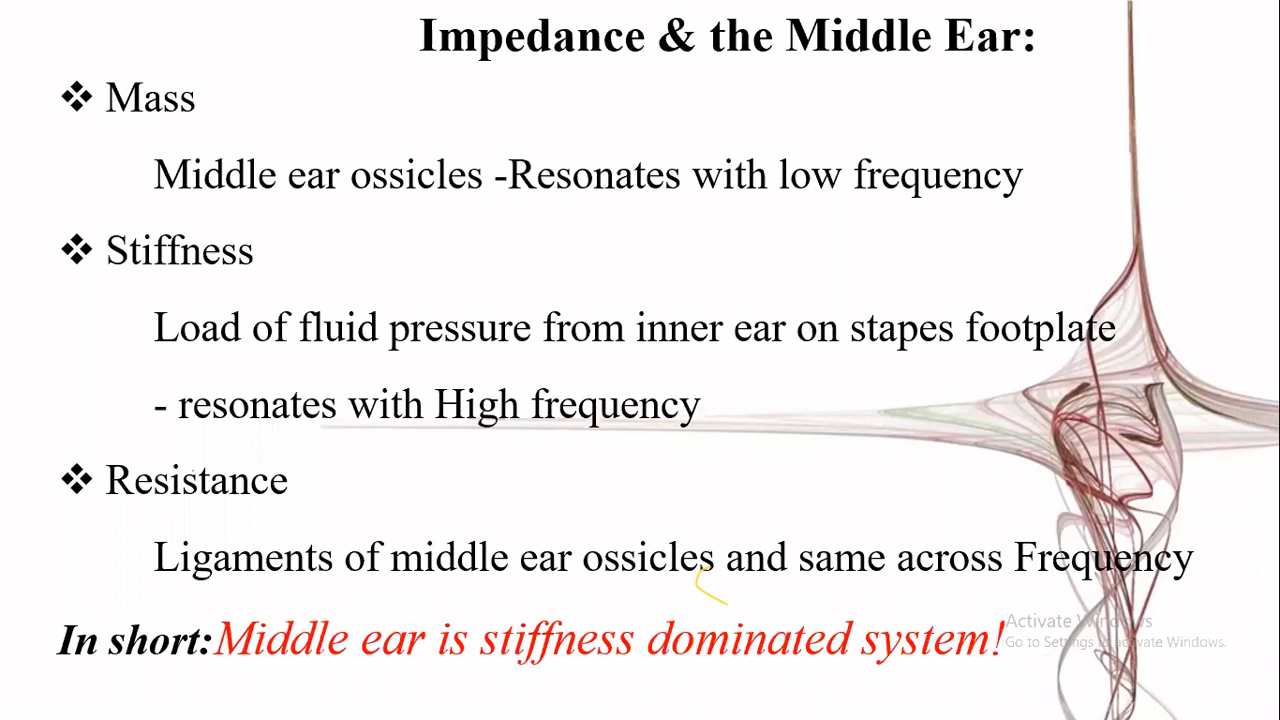 Impedance & the Middle Ear:
❖ Mass
Middle ear ossicles -Resonates with low frequency
❖ Stiffness
Load of fluid pressure from inner ear on stapes footplate
- resonates with High frequency
❖ Resistance
Ligaments of middle ear ossicles and same across Frequency
In short:Middle ear is stiffness dominated system!
Activate Windows
Go to Settings to activate Windows.